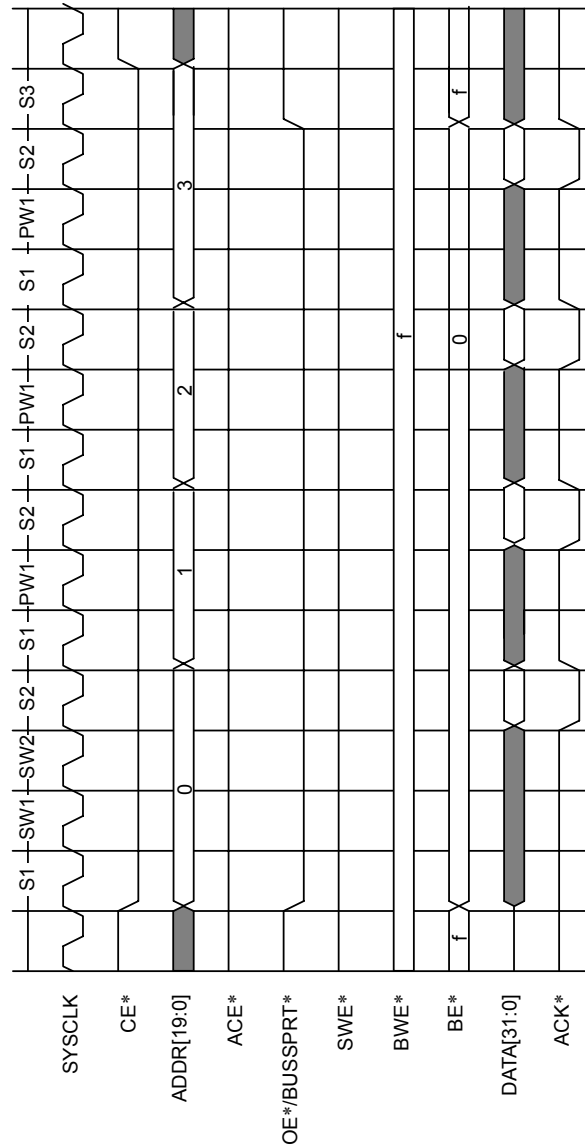 S1 SW1 SW2 S2 S1 PW1 S2 S1 PW1 S2 S1 PW1 S2 S3
SYSCLK
CE*
ADDR[19:0] 0 1 2 3
ACE*
OE*/BUSSPRT*
SWE*
BWE* f
BE* f 0 f
DATA[31:0]
ACK*